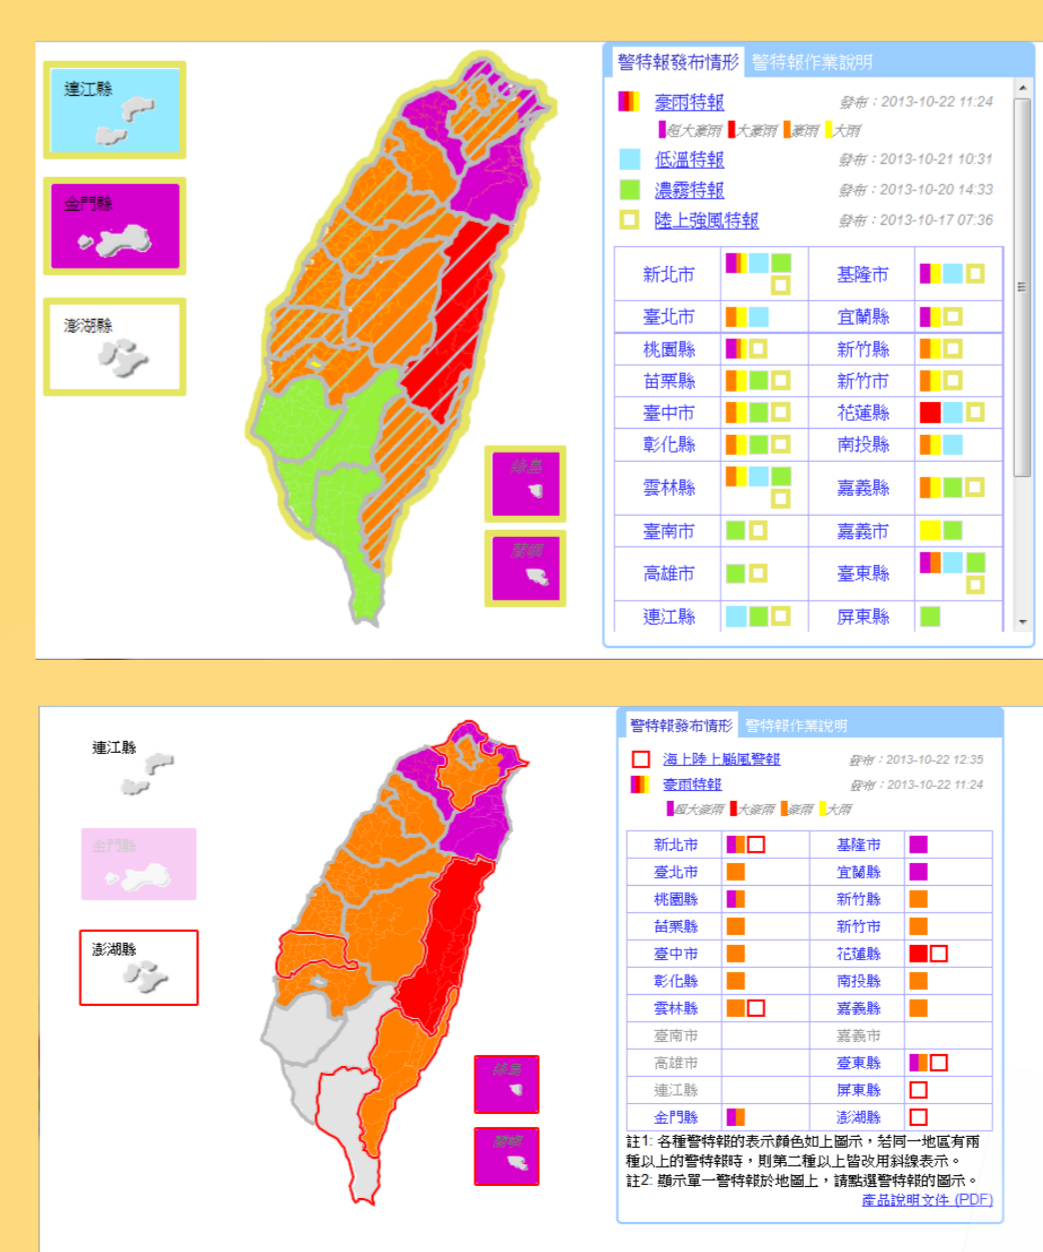 連江縣
金門縣
澎湖縣
綠島
蘭嶼
警特報發布情形 警特報作業說明
豪雨特報 發布：2013-10-22 11:24
超大豪雨 大豪雨 豪雨 大雨
低溫特報 發布：2013-10-21 10:31
濃霧特報 發布：2013-10-20 14:33
陸上強風特報 發布：2013-10-17 07:36
新北市 基隆市
臺北市 宜蘭縣
桃園縣 新竹縣
苗栗縣 新竹市
臺中市 花蓮縣
彰化縣 南投縣
雲林縣 嘉義縣
臺南市 嘉義市
高雄市 臺東縣
連江縣 屏東縣
連江縣
金門縣
澎湖縣
綠島
蘭嶼
警特報發布情形 警特報作業說明
海上陸上颱風警報 發布：2013-10-22 12:35
豪雨特報 發布：2013-10-22 11:24
超大豪雨 大豪雨 豪雨 大雨
新北市 基隆市
臺北市 宜蘭縣
桃園縣 新竹縣
苗栗縣 新竹市
臺中市 花蓮縣
彰化縣 南投縣
雲林縣 嘉義縣
臺南市 嘉義市
高雄市 臺東縣
連江縣 屏東縣
金門縣 澎湖縣
註1: 各種警特報的表示顏色如上圖示，若同一地區有兩
種以上的警特報時，則第二種以上皆改用斜線表示。
註2: 顯示單一警特報於地圖上，請點選警特報的圖示。
產品說明文件 (PDF)